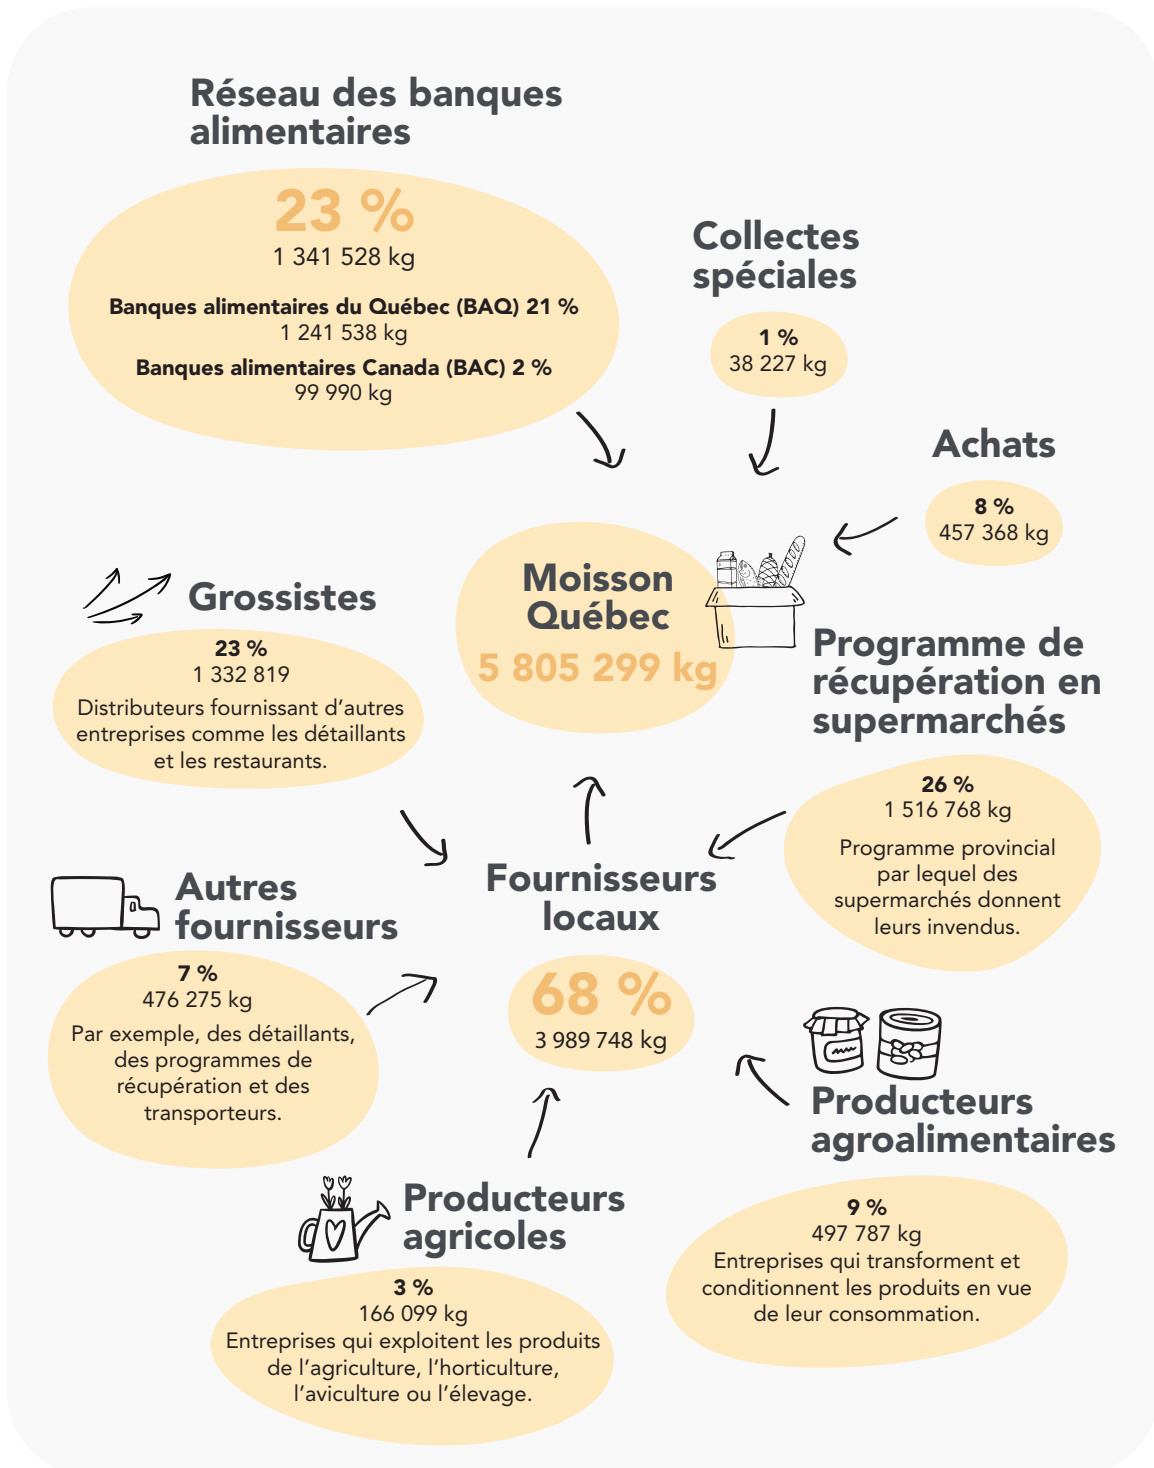 Réseau des banques
alimentaires
23 %
1 341 528 kg
Banques alimentaires du Québec (BAQ) 21 %
1 241 538 kg
Banques alimentaires Canada (BAC) 2 %
99 990 kg
Collectes
spéciales
1 %
38 227 kg
Achats
8 %
457 368 kg
Moisson
Québec
5 805 299 kg
Grossistes
23 %
1 332 819
Distributeurs fournissant d’autres
entreprises comme les détaillants
et les restaurants.
Programme de
récupération en
supermarchés
26 %
1 516 768 kg
Programme provincial
par lequel des
supermarchés donnent
leurs invendus.
Autres
fournisseurs
7 %
476 275 kg
Par exemple, des détaillants,
des programmes de
récupération et des
transporteurs.
Fournisseurs
locaux
68 %
3 989 748 kg
Producteurs
agroalimentaires
9 %
497 787 kg
Entreprises qui transforment et
conditionnent les produits en vue
de leur consommation.
Producteurs
agricoles
3 %
166 099 kg
Entreprises qui exploitent les produits
de l’agriculture, l’horticulture,
l’aviculture ou l’élevage.